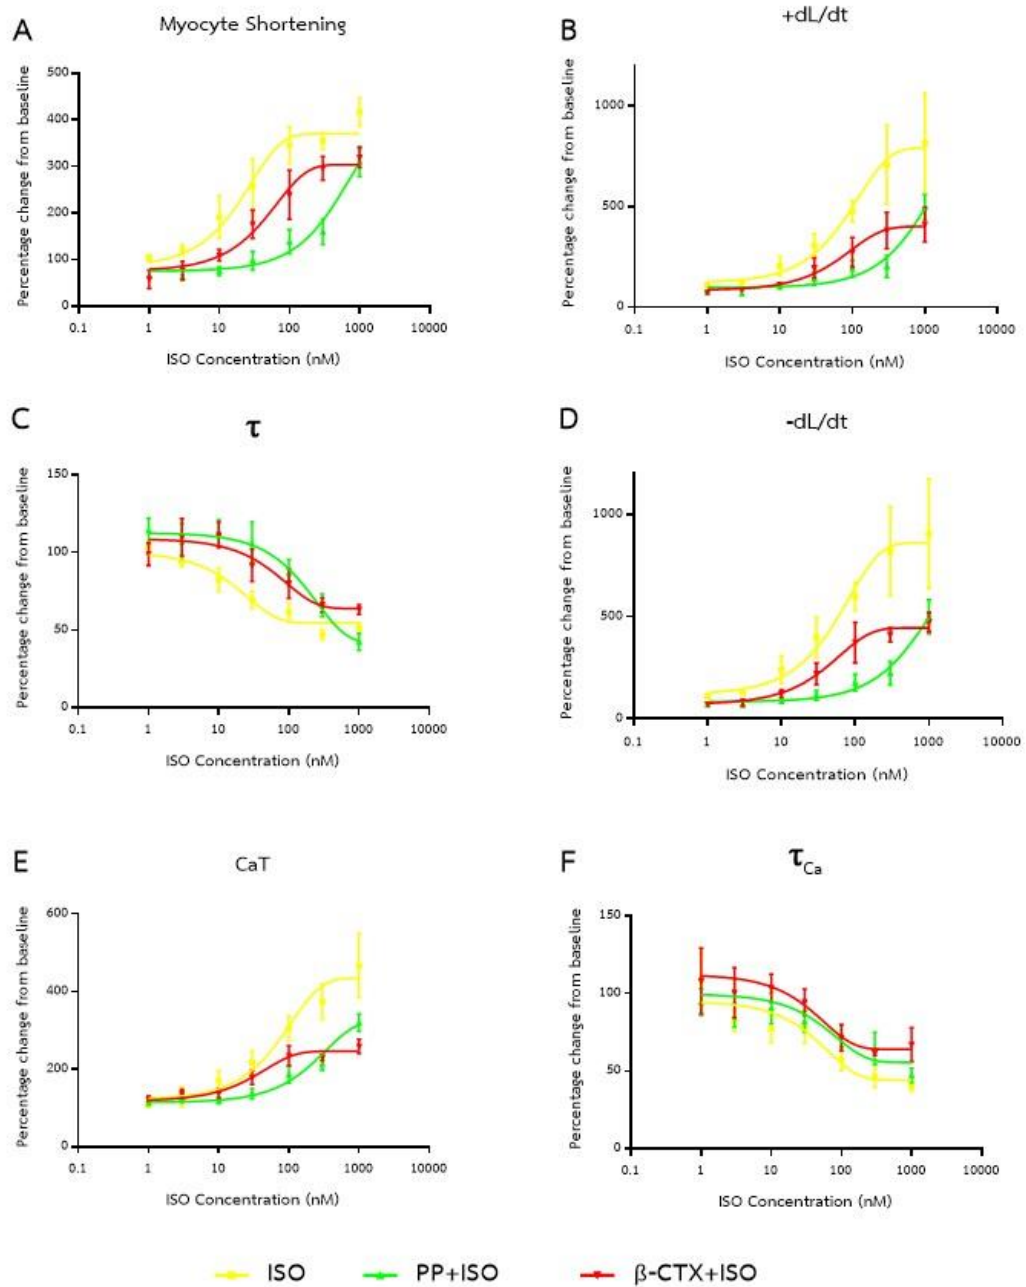 A
Myocyte Shortening
Percentage change from baseline
500
400
300
200
100
0
0.1 1 10 100 1000 10000
ISO Concentration (nM)
B
+dL/dt
Percentage change from baseline
1000
500
0
0.1 1 10 100 1000 10000
ISO Concentration (nM)
C
τ
Percentage change from baseline
150
100
50
0
0.1 1 10 100 1000 10000
ISO Concentration (nM)
D
-dL/dt
Percentage change from baseline
1000
500
0
0.1 1 10 100 1000 10000
ISO Concentration (nM)
E
CaT
Percentage change from baseline
600
400
200
0
0.1 1 10 100 1000 10000
ISO Concentration (nM)
F
τCa
Percentage change from baseline
150
100
50
0
0.1 1 10 100 1000 10000
ISO Concentration (nM)
ISO PP+ISO β-CTX+ISO